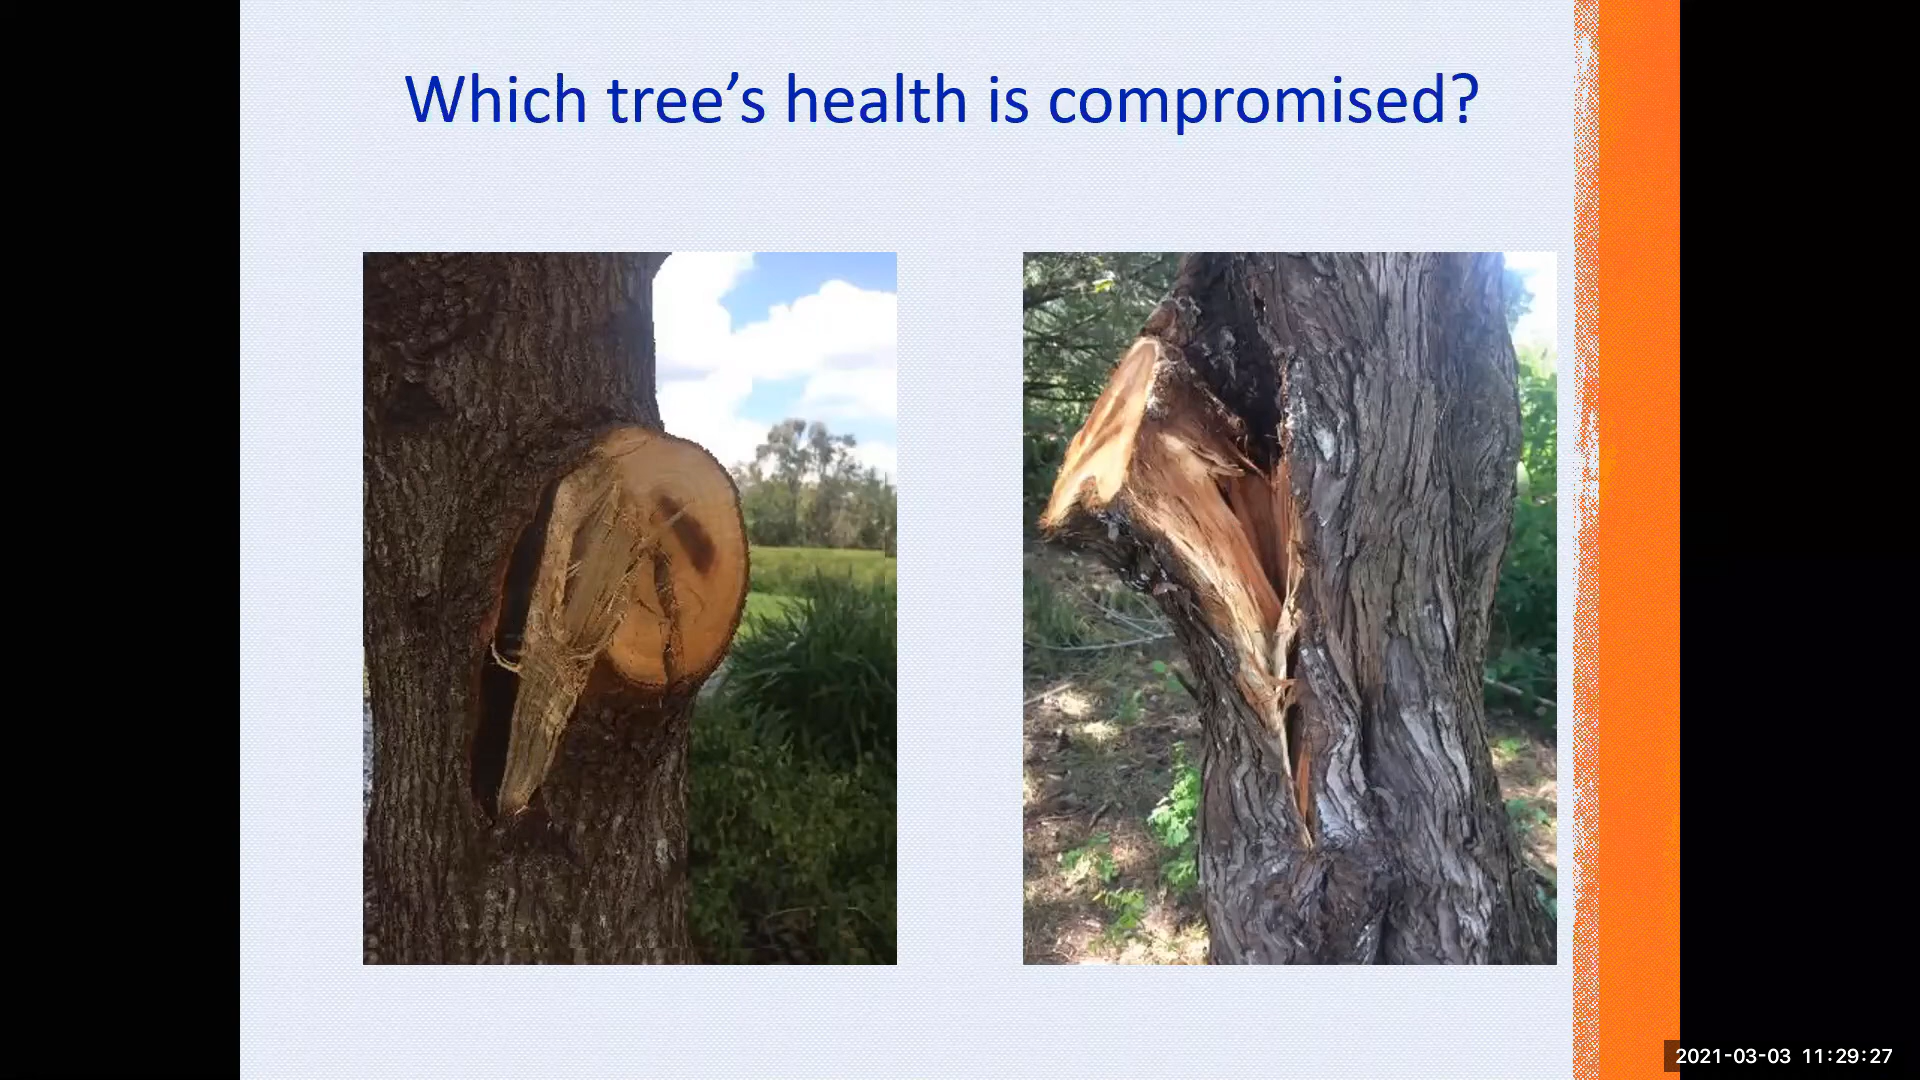 Which tree’s health is compromised?
2021-03-03 11:29:27